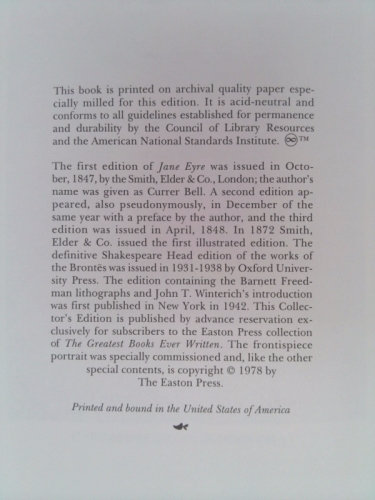 This book is printed on archival quality paper espe-
cially milled for this edition. It is acid-neutral and
conforms to all guidelines established for permanence
and durability by the Council of Library Resources
and the American National Standards Institute. ♾™
The first edition of Jane Eyre was issued in Octo-
ber, 1847, by the Smith, Elder & Co., London; the author's
name was given as Currer Bell. A second edition ap-
peared, also pseudonymously, in December of the
same year with a preface by the author, and the third
edition was issued in April, 1848. In 1872 Smith,
Elder & Co. issued the first illustrated edition. The
definitive Shakespeare Head edition of the works of
the Brontës was issued in 1931-1938 by Oxford Univer-
sity Press. The edition containing the Barnett Freed-
man lithographs and John T. Winterich's introduction
was first published in New York in 1942. This Collec-
tor's Edition is published by advance reservation ex-
clusively for subscribers to the Easton Press collection
of The Greatest Books Ever Written. The frontispiece
portrait was specially commissioned and, like the other
special contents, is copyright © 1978 by
The Easton Press.
Printed and bound in the United States of America